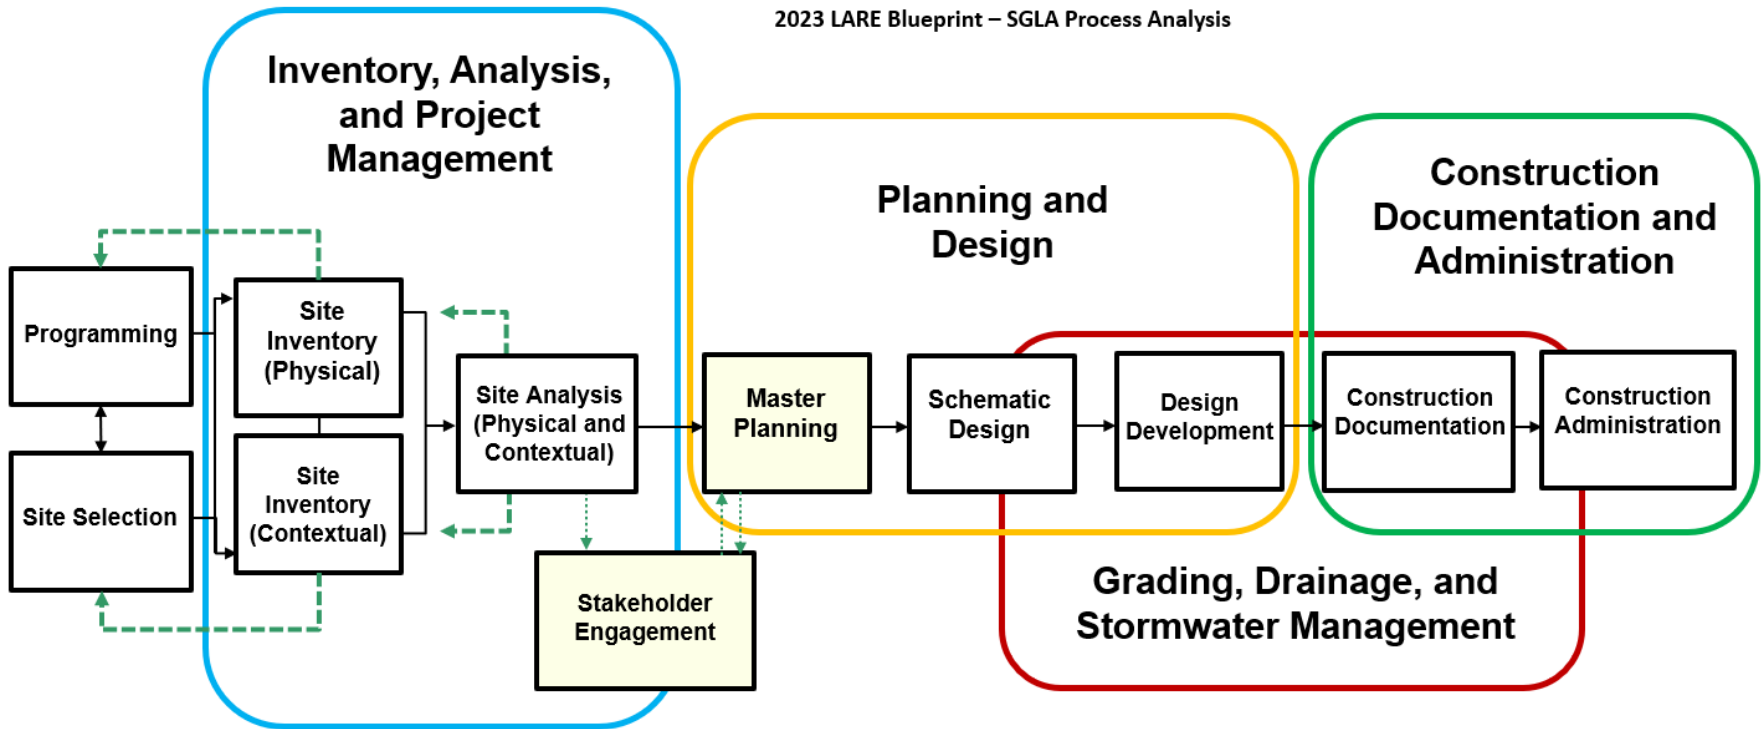 2023 LARE Blueprint – SGLA Process Analysis
Inventory, Analysis,
and Project
Management
Planning and
Design
Construction
Documentation and
Administration
Programming
Site Selection
Site
Inventory
(Physical)
Site
Inventory
(Contextual)
Site Analysis
(Physical and
Contextual)
Stakeholder
Engagement
Master
Planning
Schematic
Design
Design
Development
Construction
Documentation
Construction
Administration
Grading, Drainage, and
Stormwater Management